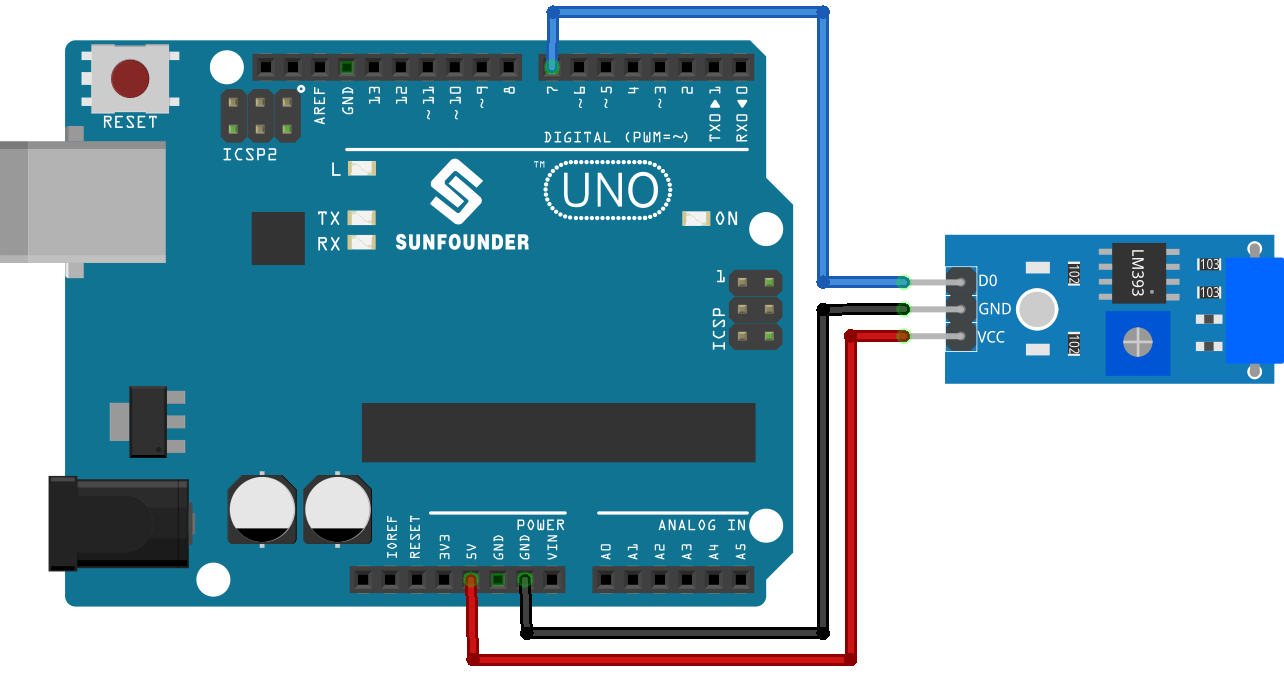 RESET
ICSP2
AREF
GND
13
12
~11
~10
~9
8
7
~6
~5
4
~3
2
TX0▶1
RX0◀0
DIGITAL (PWM=~)
L
TX
RX
SUNFOUNDER
™
UNO
ON
1
ICSP
D0
GND
VCC
102
102
LM393
103
103
POWER
ANALOG IN
IOREF
RESET
3V3
5V
GND
GND
VIN
A0
A1
A2
A3
A4
A5